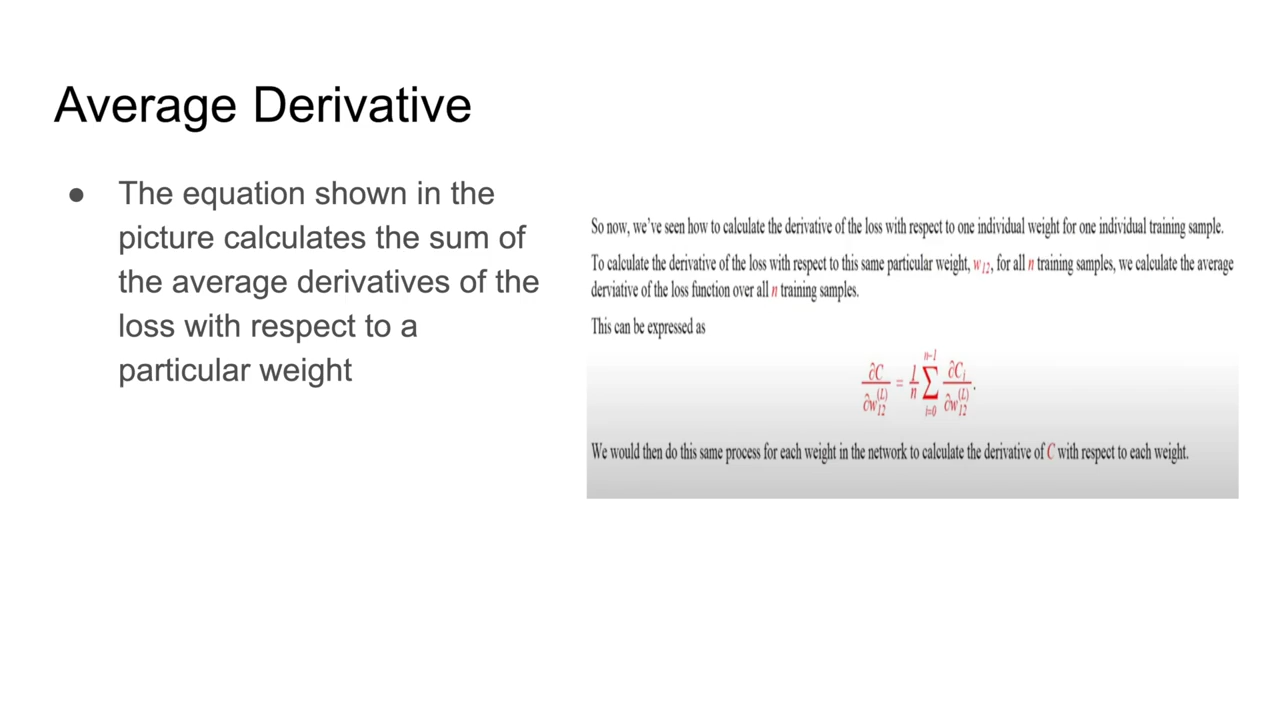 Average Derivative
● The equation shown in the
picture calculates the sum of
the average derivatives of the
loss with respect to a
particular weight
So now, we've seen how to calculate the derivative of the loss with respect to one individual weight for one individual training sample.
To calculate the derivative of the loss with respect to this same particular weight, w₁₂, for all n training samples, we calculate the average
derviative of the loss function over all n training samples.
This can be expressed as
∂C/∂w₁₂^(L) = 1/n ∑_{i=0}^{n-1} ∂C_i/∂w₁₂^(L).
We would then do this same process for each weight in the network to calculate the derivative of C with respect to each weight.